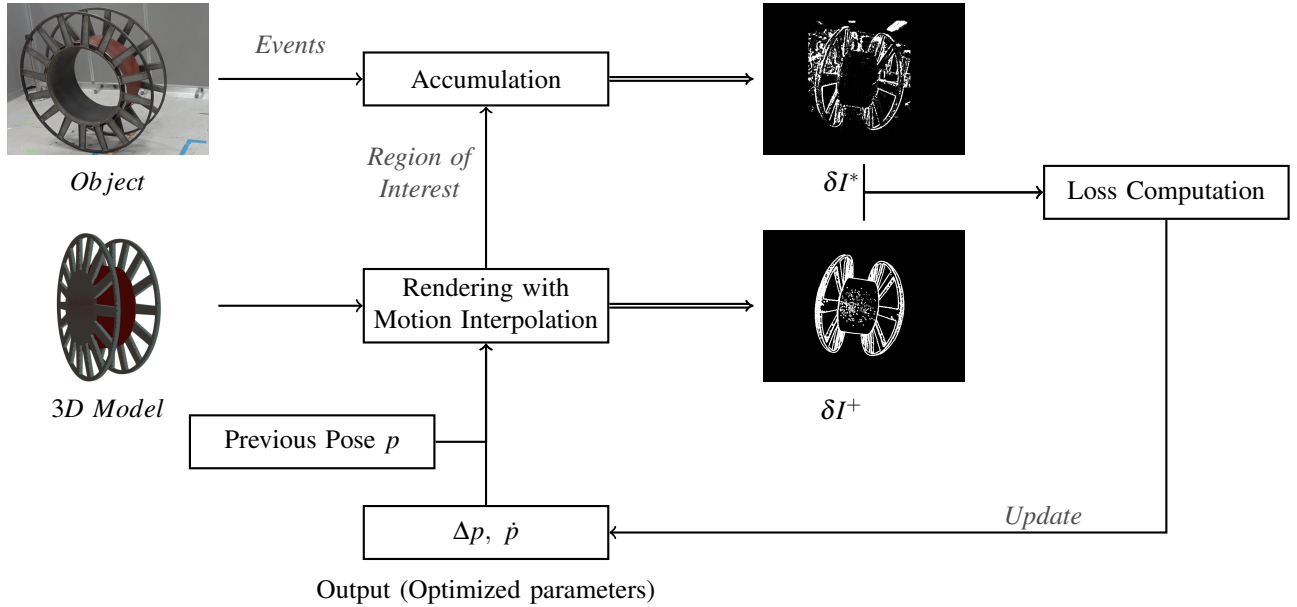 Events
Accumulation
Object
Region of
Interest
δI*
Loss Computation
Rendering with
Motion Interpolation
3D Model
δI⁺
Previous Pose p
Δp, ṗ
Update
Output (Optimized parameters)